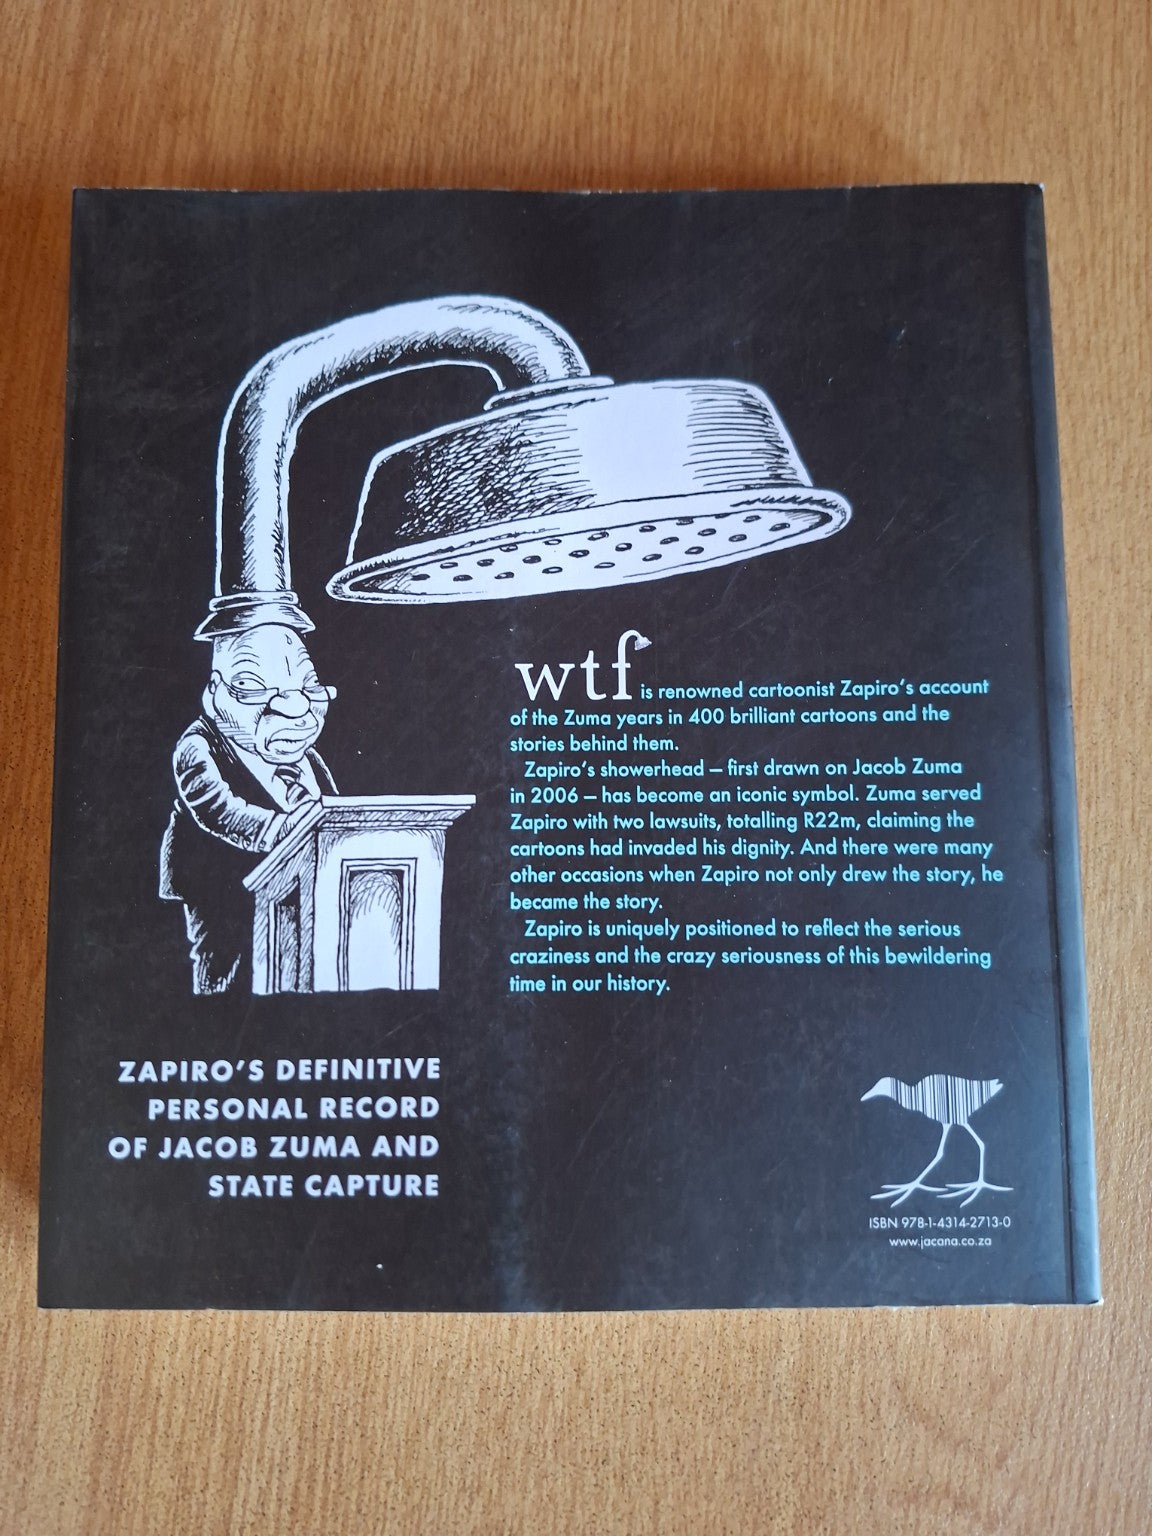 wtf is renowned cartoonist Zapiro's account
of the Zuma years in 400 brilliant cartoons and the
stories behind them.
Zapiro's showerhead – first drawn on Jacob Zuma
in 2006 – has become an iconic symbol. Zuma served
Zapiro with two lawsuits, totalling R22m, claiming the
cartoons had invaded his dignity. And there were many
other occasions when Zapiro not only drew the story, he
became the story.
Zapiro is uniquely positioned to reflect the serious
craziness and the crazy seriousness of this bewildering
time in our history.
ZAPIRO'S DEFINITIVE
PERSONAL RECORD
OF JACOB ZUMA AND
STATE CAPTURE
ISBN 978-1-4314-2713-0
www.jacana.co.za